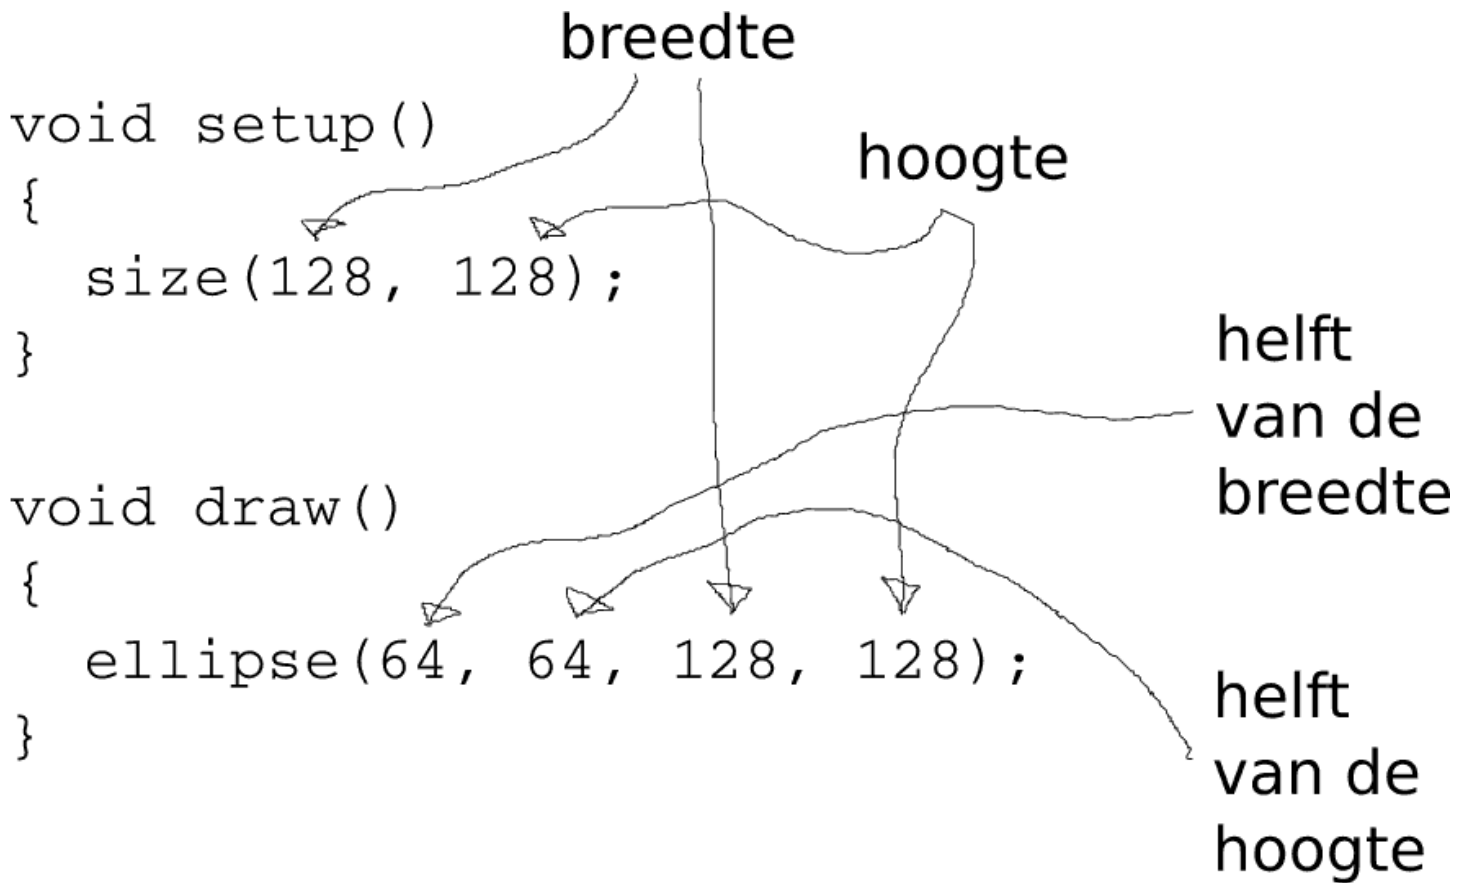 breedte
void setup()
hoogte
{
  size(128, 128);
}
helft
van de
breedte
void draw()
{
  ellipse(64, 64, 128, 128);
}
helft
van de
hoogte